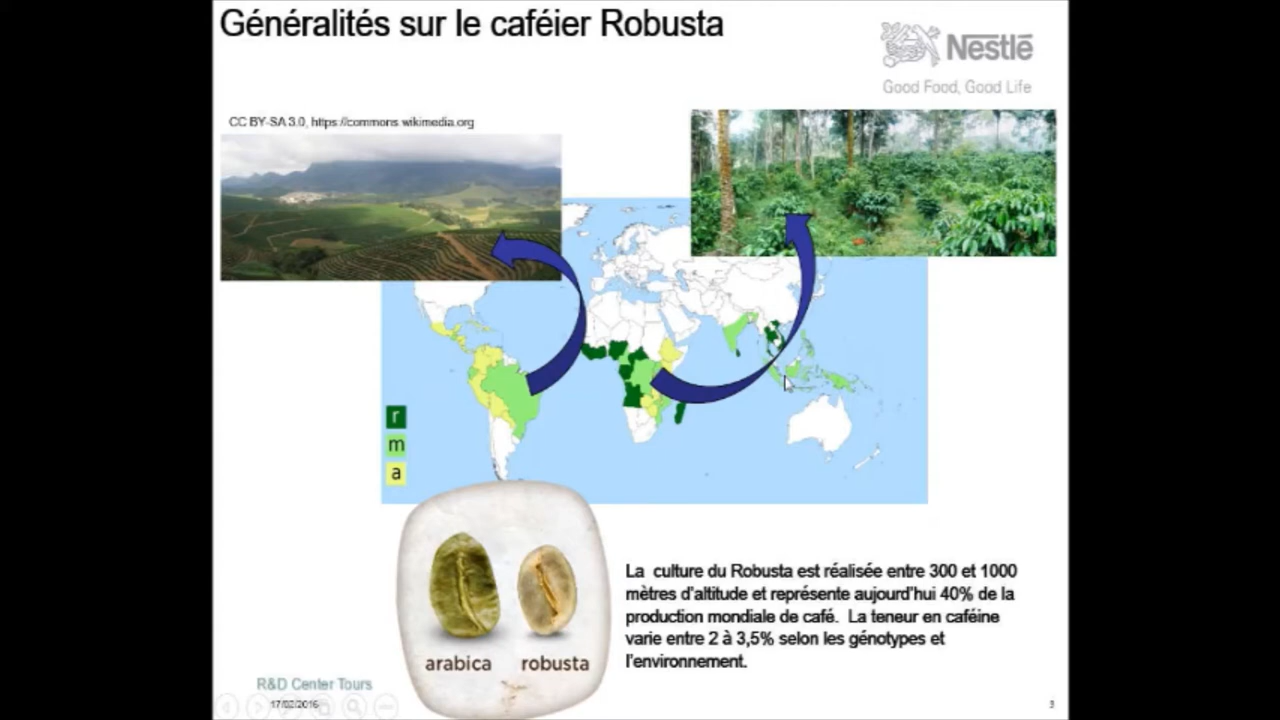 Généralités sur le caféier Robusta
Nestlé
Good Food, Good Life
CC BY-SA 3.0, https://commons.wikimedia.org
r
m
a
arabica robusta
La culture du Robusta est réalisée entre 300 et 1000
mètres d'altitude et représente aujourd'hui 40% de la
production mondiale de café. La teneur en caféine
varie entre 2 à 3,5% selon les génotypes et
l'environnement.
R&D Center Tours
17/02/2016
3